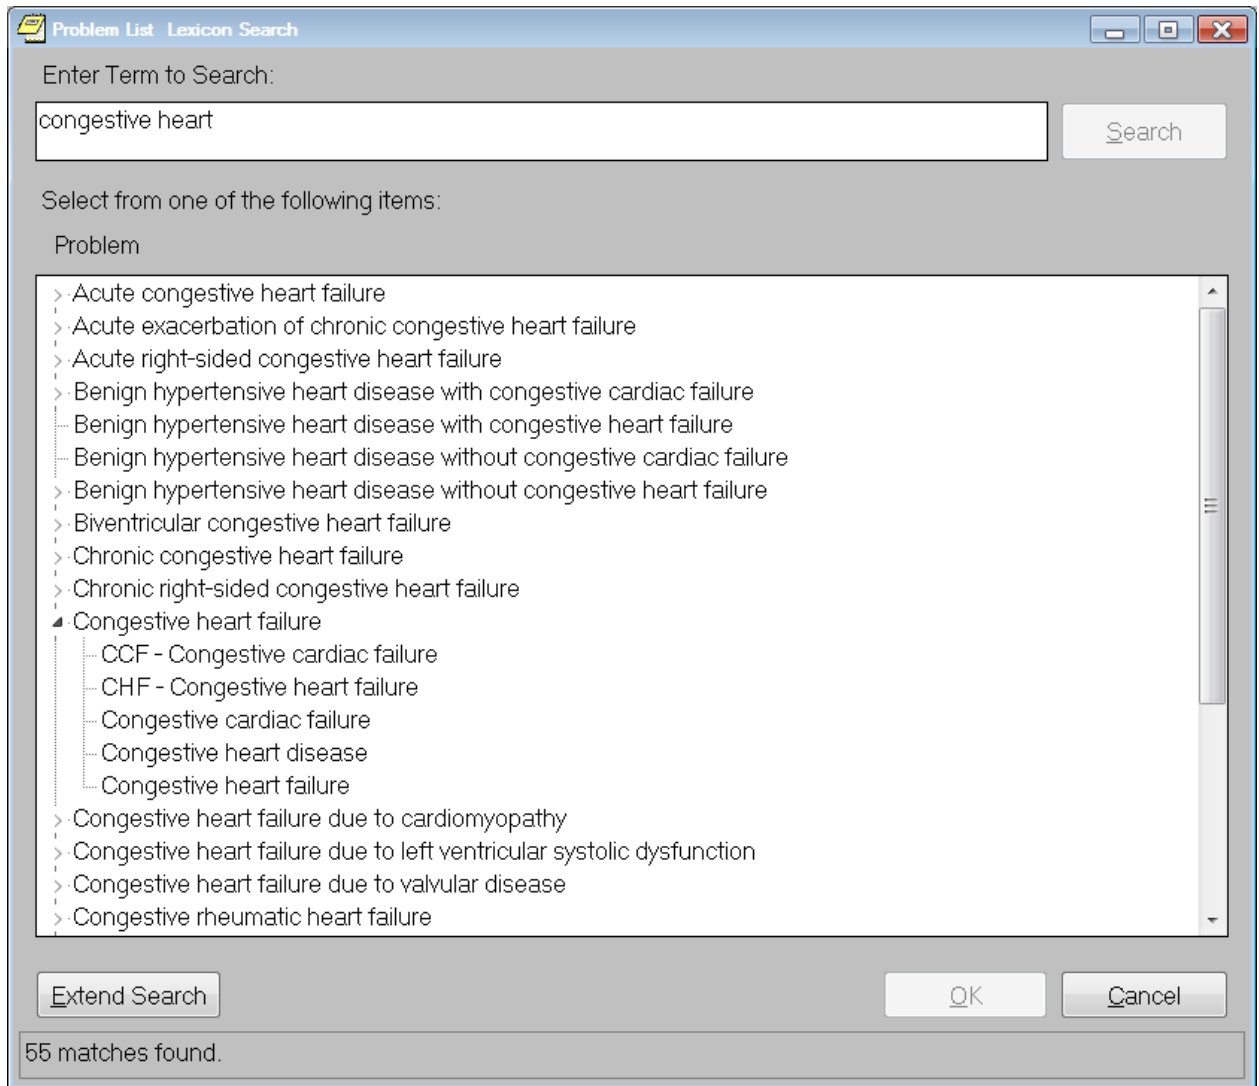 Problem List  Lexicon Search
Enter Term to Search:
congestive heart
Search
Select from one of the following items:
Problem
Acute congestive heart failure
Acute exacerbation of chronic congestive heart failure
Acute right-sided congestive heart failure
Benign hypertensive heart disease with congestive cardiac failure
Benign hypertensive heart disease with congestive heart failure
Benign hypertensive heart disease without congestive cardiac failure
Benign hypertensive heart disease without congestive heart failure
Biventricular congestive heart failure
Chronic congestive heart failure
Chronic right-sided congestive heart failure
Congestive heart failure
CCF - Congestive cardiac failure
CHF - Congestive heart failure
Congestive cardiac failure
Congestive heart disease
Congestive heart failure
Congestive heart failure due to cardiomyopathy
Congestive heart failure due to left ventricular systolic dysfunction
Congestive heart failure due to valvular disease
Congestive rheumatic heart failure
Extend Search
OK
Cancel
55 matches found.